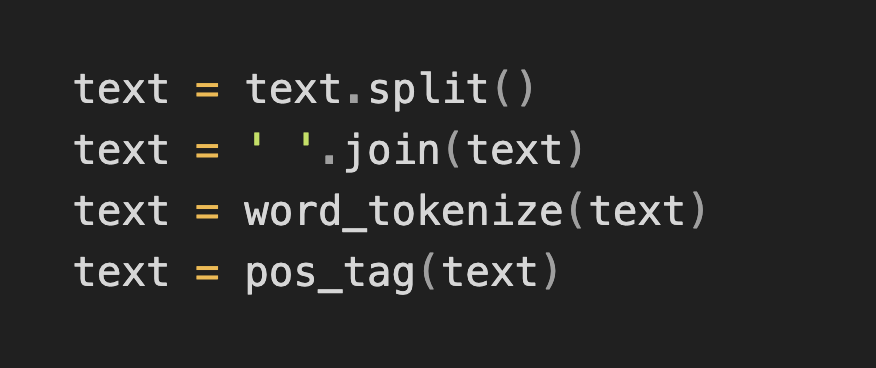 text = text.split()
text = ' '.join(text)
text = word_tokenize(text)
text = pos_tag(text)